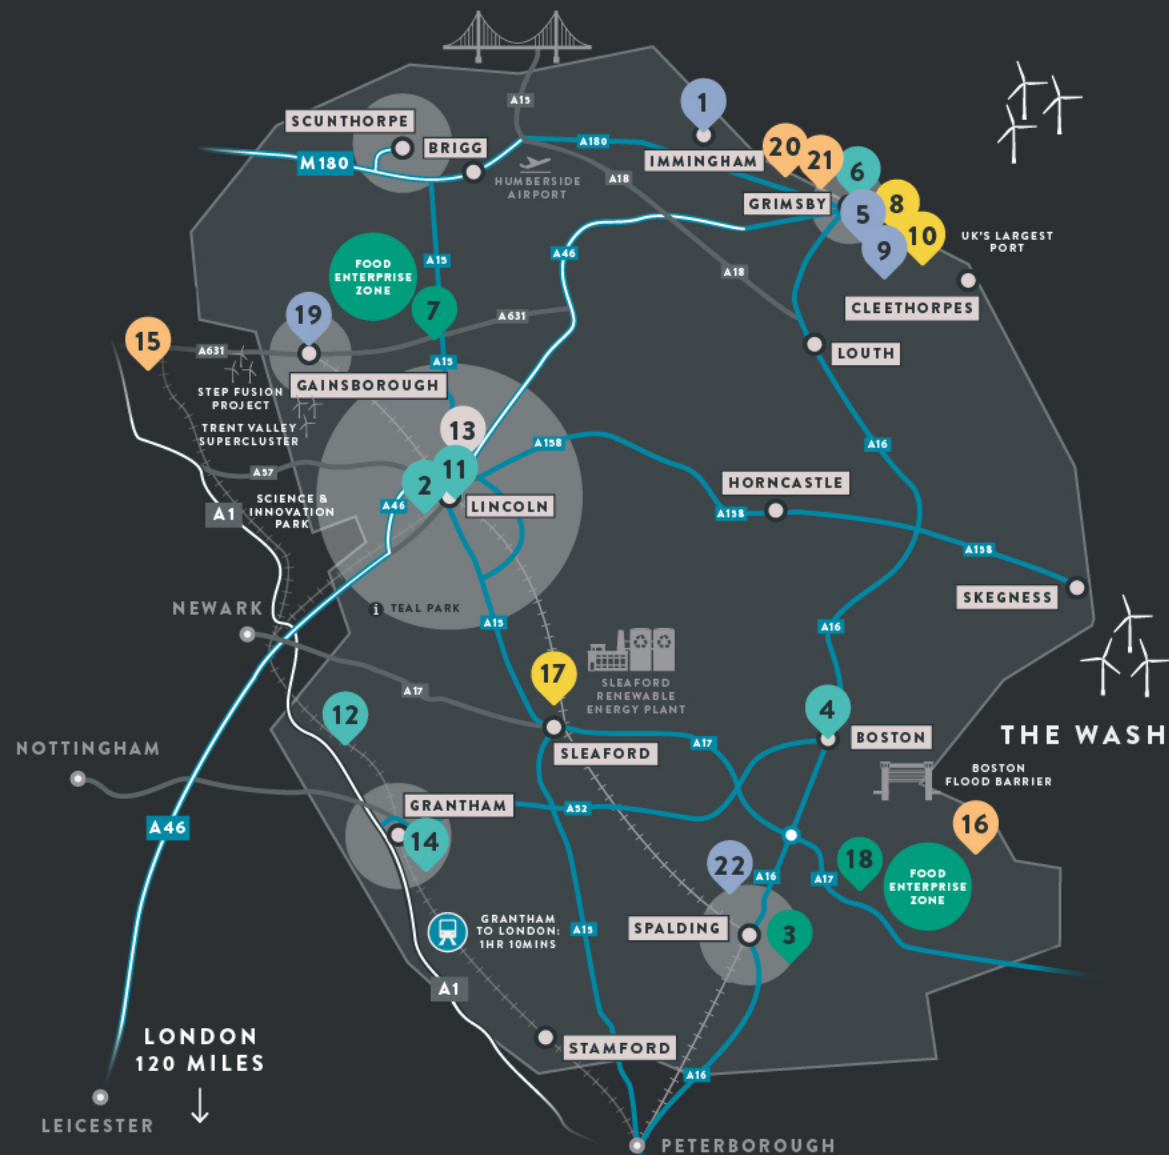 A15
1
SCUNTHORPE
BRIGG
M180
A180
IMMINGHAM
20
21
6
HUMBERSIDE
AIRPORT
A18
GRIMSBY
5
8
9
10
UK'S LARGEST
PORT
A46
A18
CLEETHORPES
FOOD
ENTERPRISE
ZONE
A15
7
19
A631
15
A631
A15
LOUTH
GAINSBOROUGH
STEP FUSION
PROJECT
TRENT VALLEY
SUPERCLUSTER
13
A158
A16
A57
2
11
HORNCASTLE
A46
LINCOLN
A158
SCIENCE &
INNOVATION
PARK
A1
A158
SKEGNESS
NEWARK
i
TEAL PARK
A15
A16
SLEAFORD
RENEWABLE
ENERGY PLANT
17
A17
12
4
BOSTON
THE WASH
NOTTINGHAM
SLEAFORD
A17
BOSTON
FLOOD BARRIER
GRANTHAM
A52
A46
14
16
22
A16
A17
18
FOOD
ENTERPRISE
ZONE
GRANTHAM
TO LONDON:
1HR 10MINS
A15
SPALDING
3
A1
LONDON
120 MILES
STAMFORD
A16
LEICESTER
PETERBOROUGH